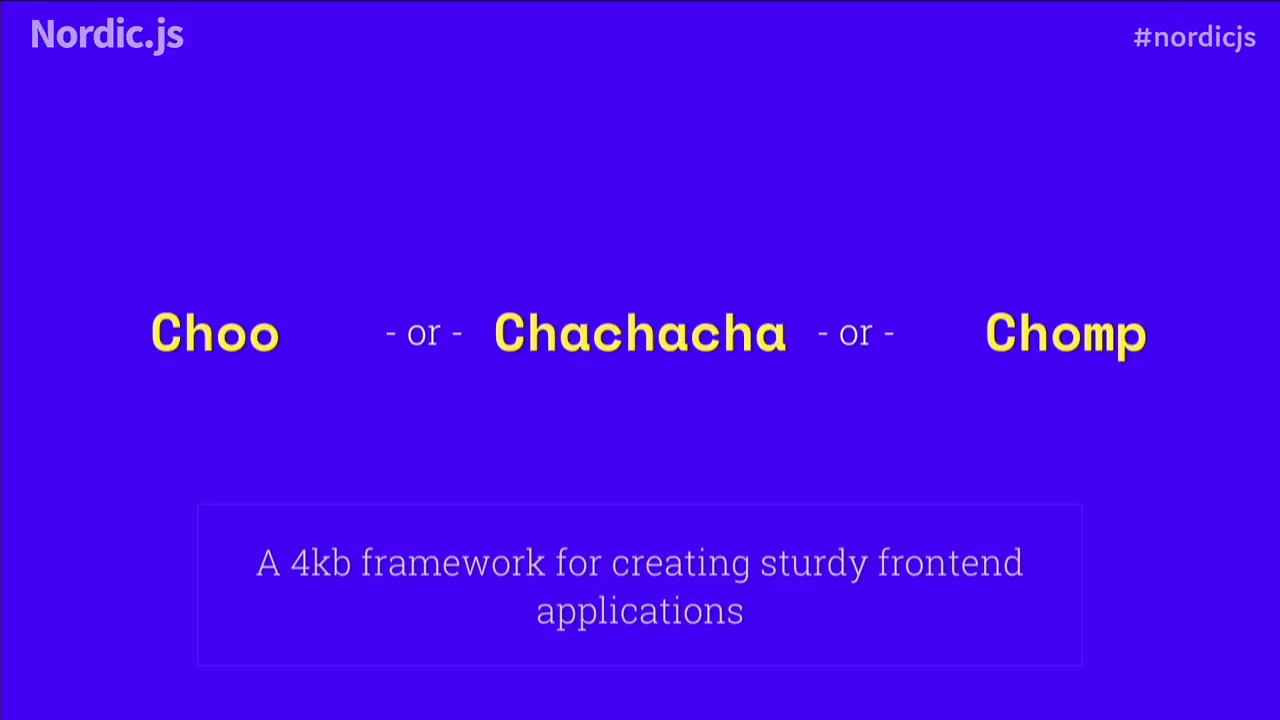 Nordic.js
#nordicjs
Choo - or - Chachacha - or - Chomp
A 4kb framework for creating sturdy frontend
applications